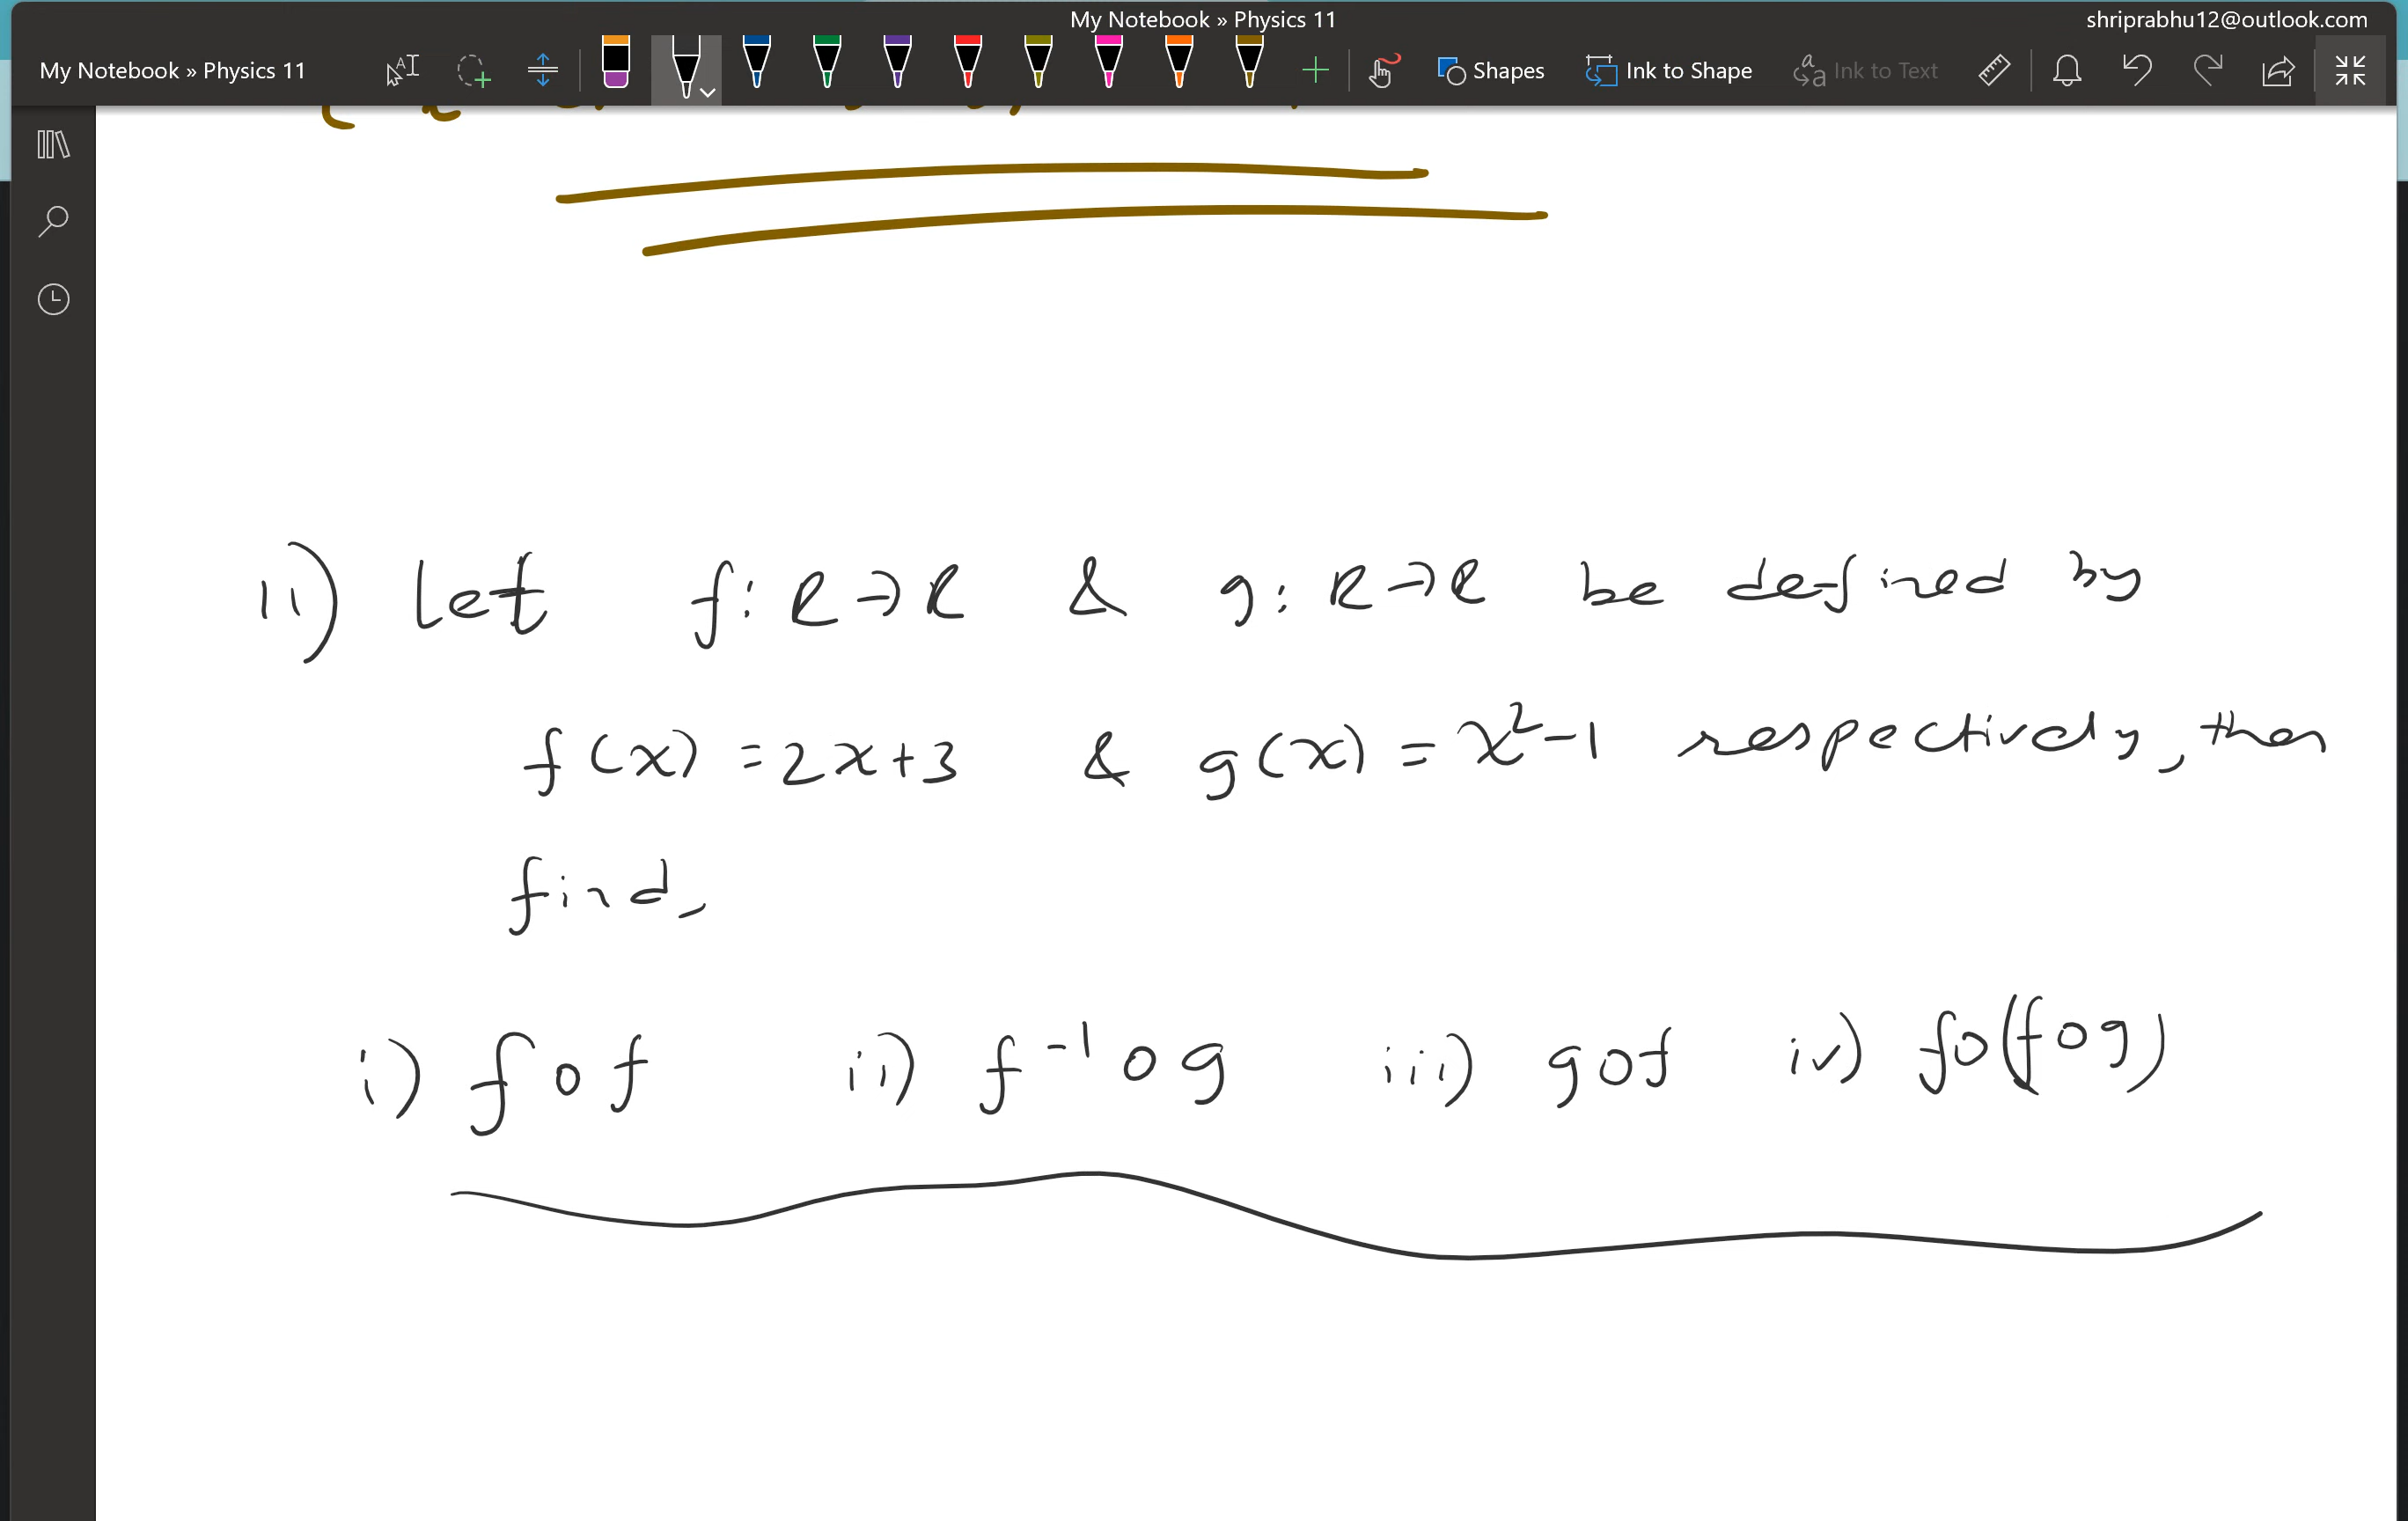 My Notebook » Physics 11
shriprabhu12@outlook.com
My Notebook » Physics 11
Shapes
Ink to Shape
Ink to Text
11) Let f: R→R & g: R→R be defined by
f(x) = 2x+3 & g(x) = x²-1 respectively, then
find,
i) fof ii) f⁻¹og iii) gof iv) fo(fog)